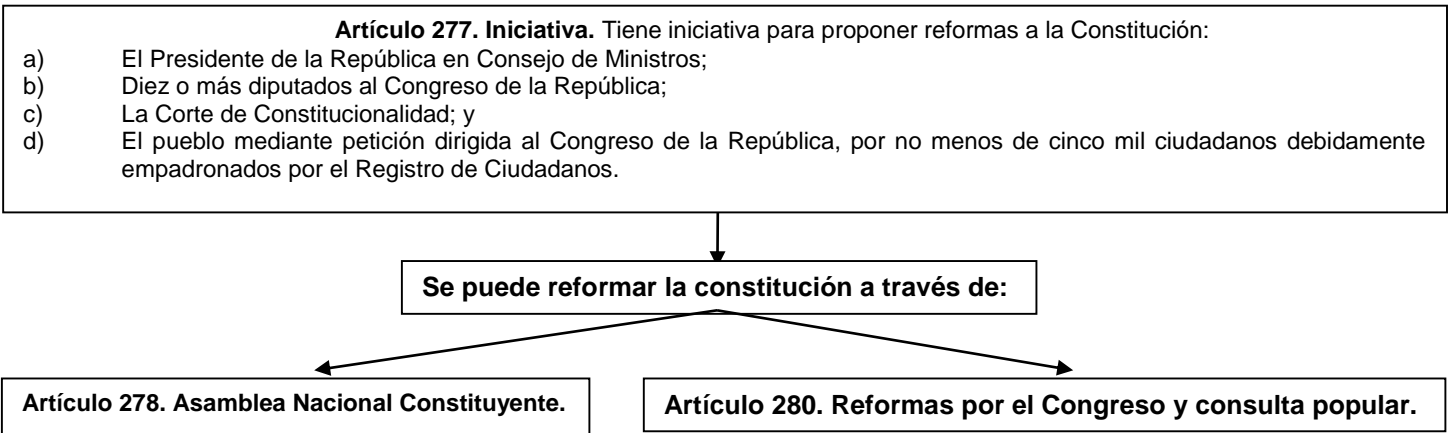 Artículo 277. Iniciativa. Tiene iniciativa para proponer reformas a la Constitución:
a) El Presidente de la República en Consejo de Ministros;
b) Diez o más diputados al Congreso de la República;
c) La Corte de Constitucionalidad; y
d) El pueblo mediante petición dirigida al Congreso de la República, por no menos de cinco mil ciudadanos debidamente
empadronados por el Registro de Ciudadanos.
Se puede reformar la constitución a través de:
Artículo 278. Asamblea Nacional Constituyente.
Artículo 280. Reformas por el Congreso y consulta popular.